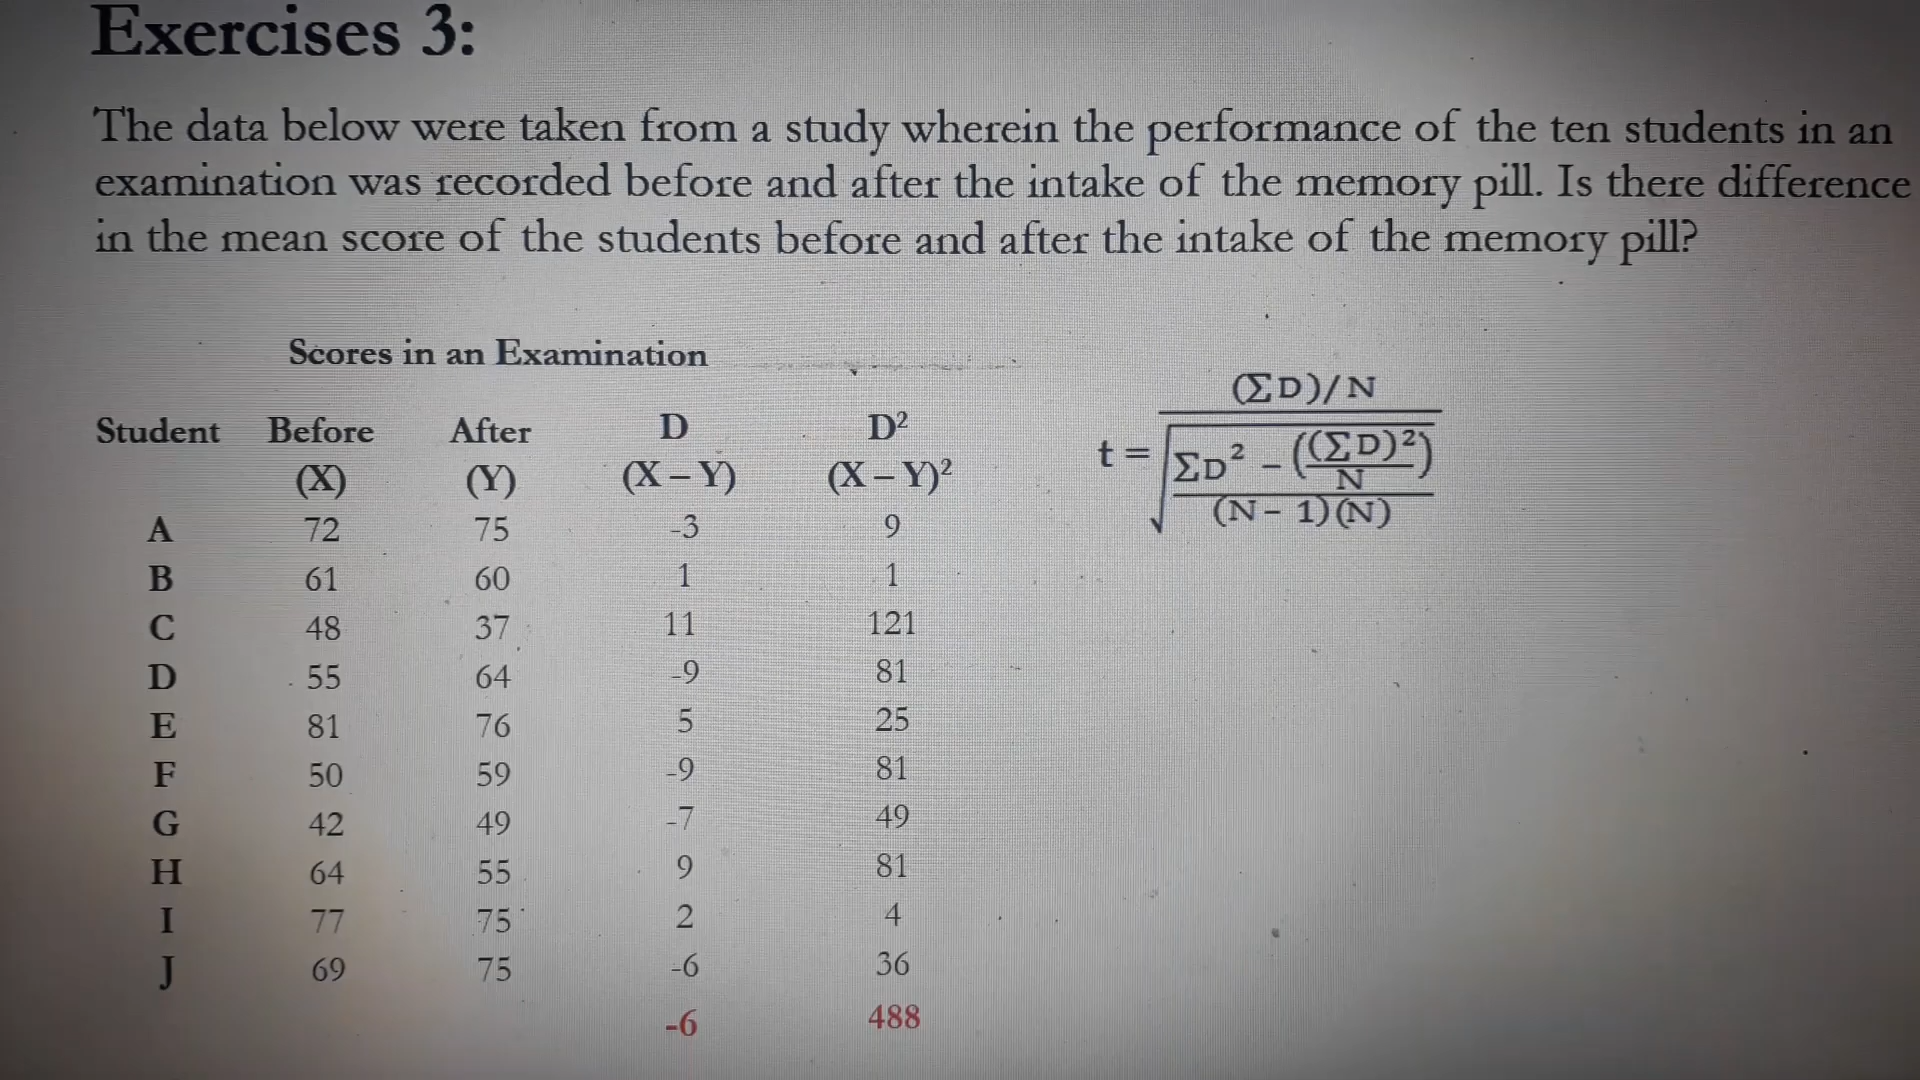 Exercises 3:
The data below were taken from a study wherein the performance of the ten students in an
examination was recorded before and after the intake of the memory pill. Is there difference
in the mean score of the students before and after the intake of the memory pill?
Scores in an Examination
Student Before After D D²
(X) (Y) (X – Y) (X – Y)²
A 72 75 -3 9
B 61 60 1 1
C 48 37 11 121
D 55 64 -9 81
E 81 76 5 25
F 50 59 -9 81
G 42 49 -7 49
H 64 55 9 81
I 77 75 2 4
J 69 75 -6 36
-6 488
(ΣD)/N
t = √ ΣD² - ((ΣD)²)
N
(N - 1)(N)